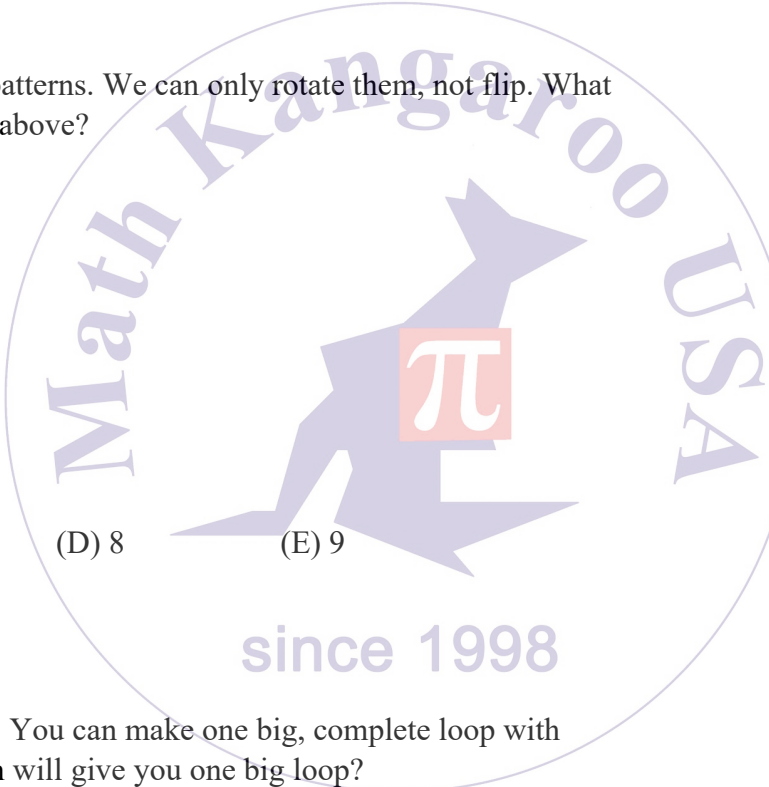 atterns. We can only rotate them, not flip. What
above?
Math Kangaroo USA
π
(D) 8 (E) 9
since 1998
You can make one big, complete loop with
will give you one big loop?